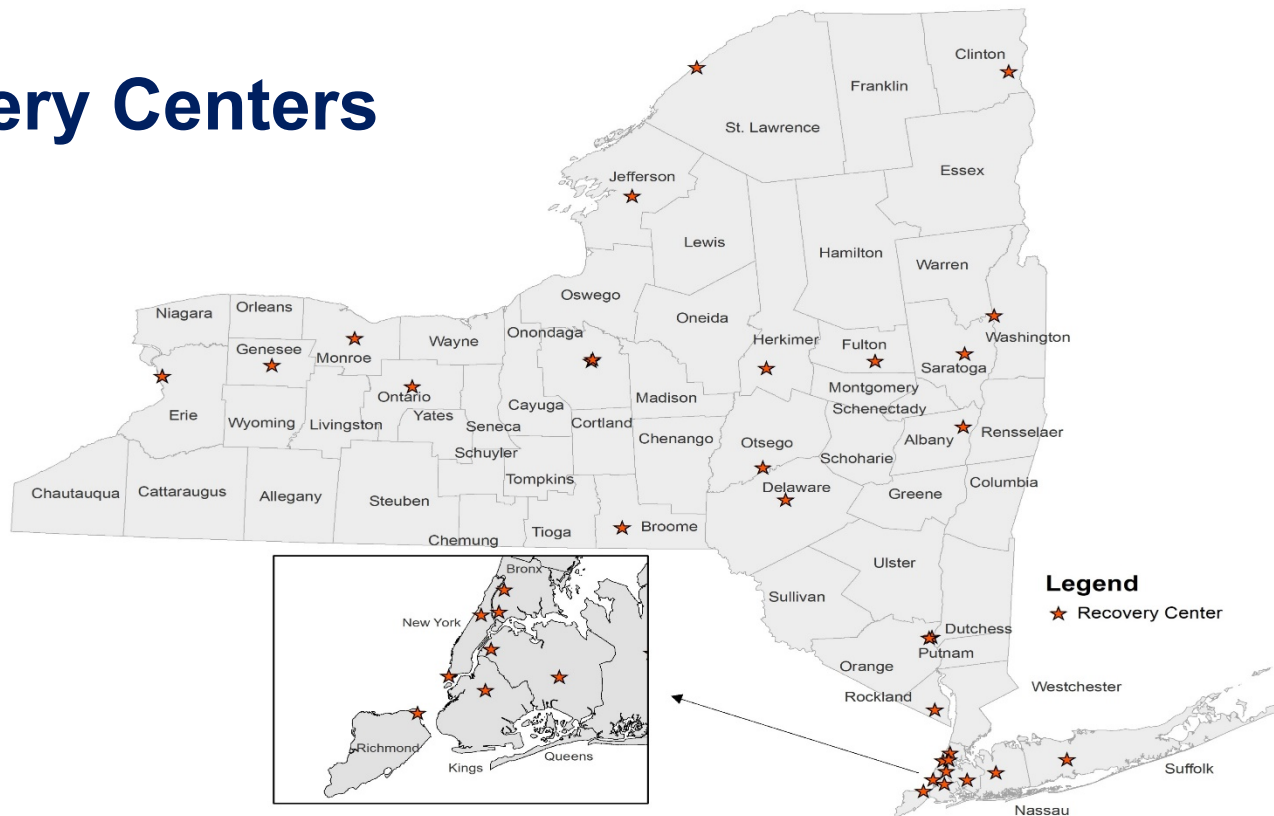 ery Centers
Clinton
Franklin
St. Lawrence
Essex
Jefferson
Lewis
Hamilton
Warren
Oswego
Niagara
Orleans
Oneida
Onondaga
Washington
Wayne
Herkimer
Fulton
Genesee
Monroe
Saratoga
Montgomery
Ontario
Madison
Cayuga
Schenectady
Erie
Wyoming
Livingston
Yates
Seneca
Cortland
Chenango
Otsego
Albany
Rensselaer
Schuyler
Schoharie
Tompkins
Delaware
Columbia
Chautauqua
Cattaraugus
Allegany
Steuben
Greene
Broome
Tioga
Chemung
Ulster
Bronx
Legend
Sullivan
Recovery Center
New York
Dutchess
Putnam
Orange
Westchester
Rockland
Richmond
Queens
Kings
Suffolk
Nassau